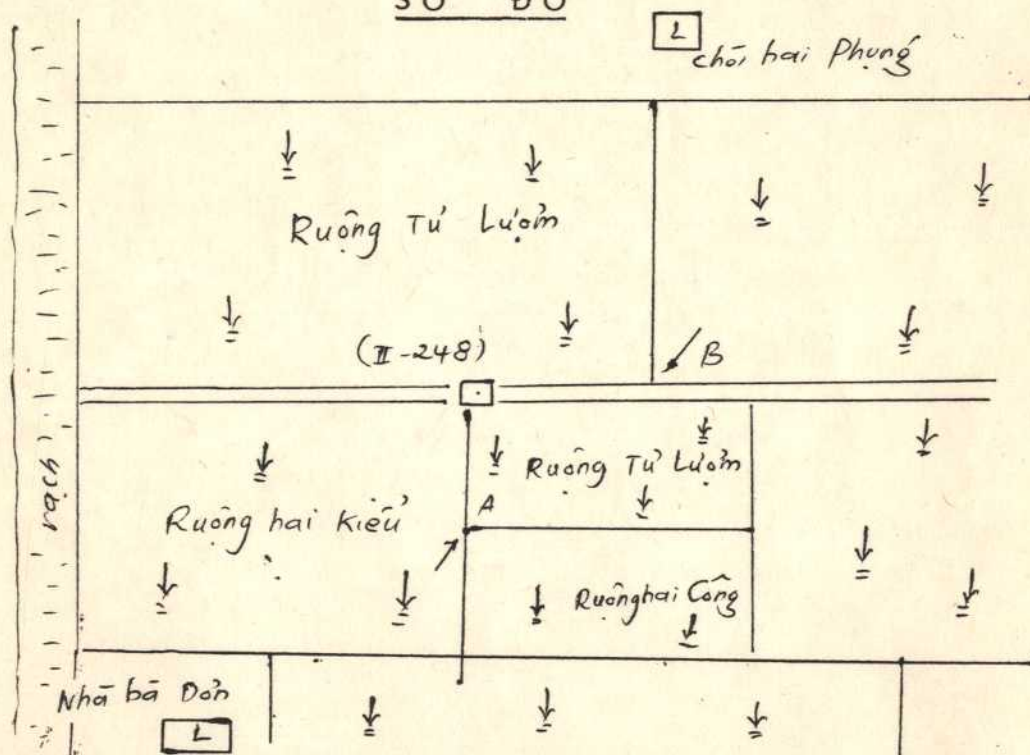 SƠ ĐỒ
L
chòi hai Phụng
Ruộng Tư Lượm
(II-248)
B
Ruộng Tư Lượm
A
Ruộng hai Kiểu
Ruộng hai Công
Nhà bà Đởn
L
rạch